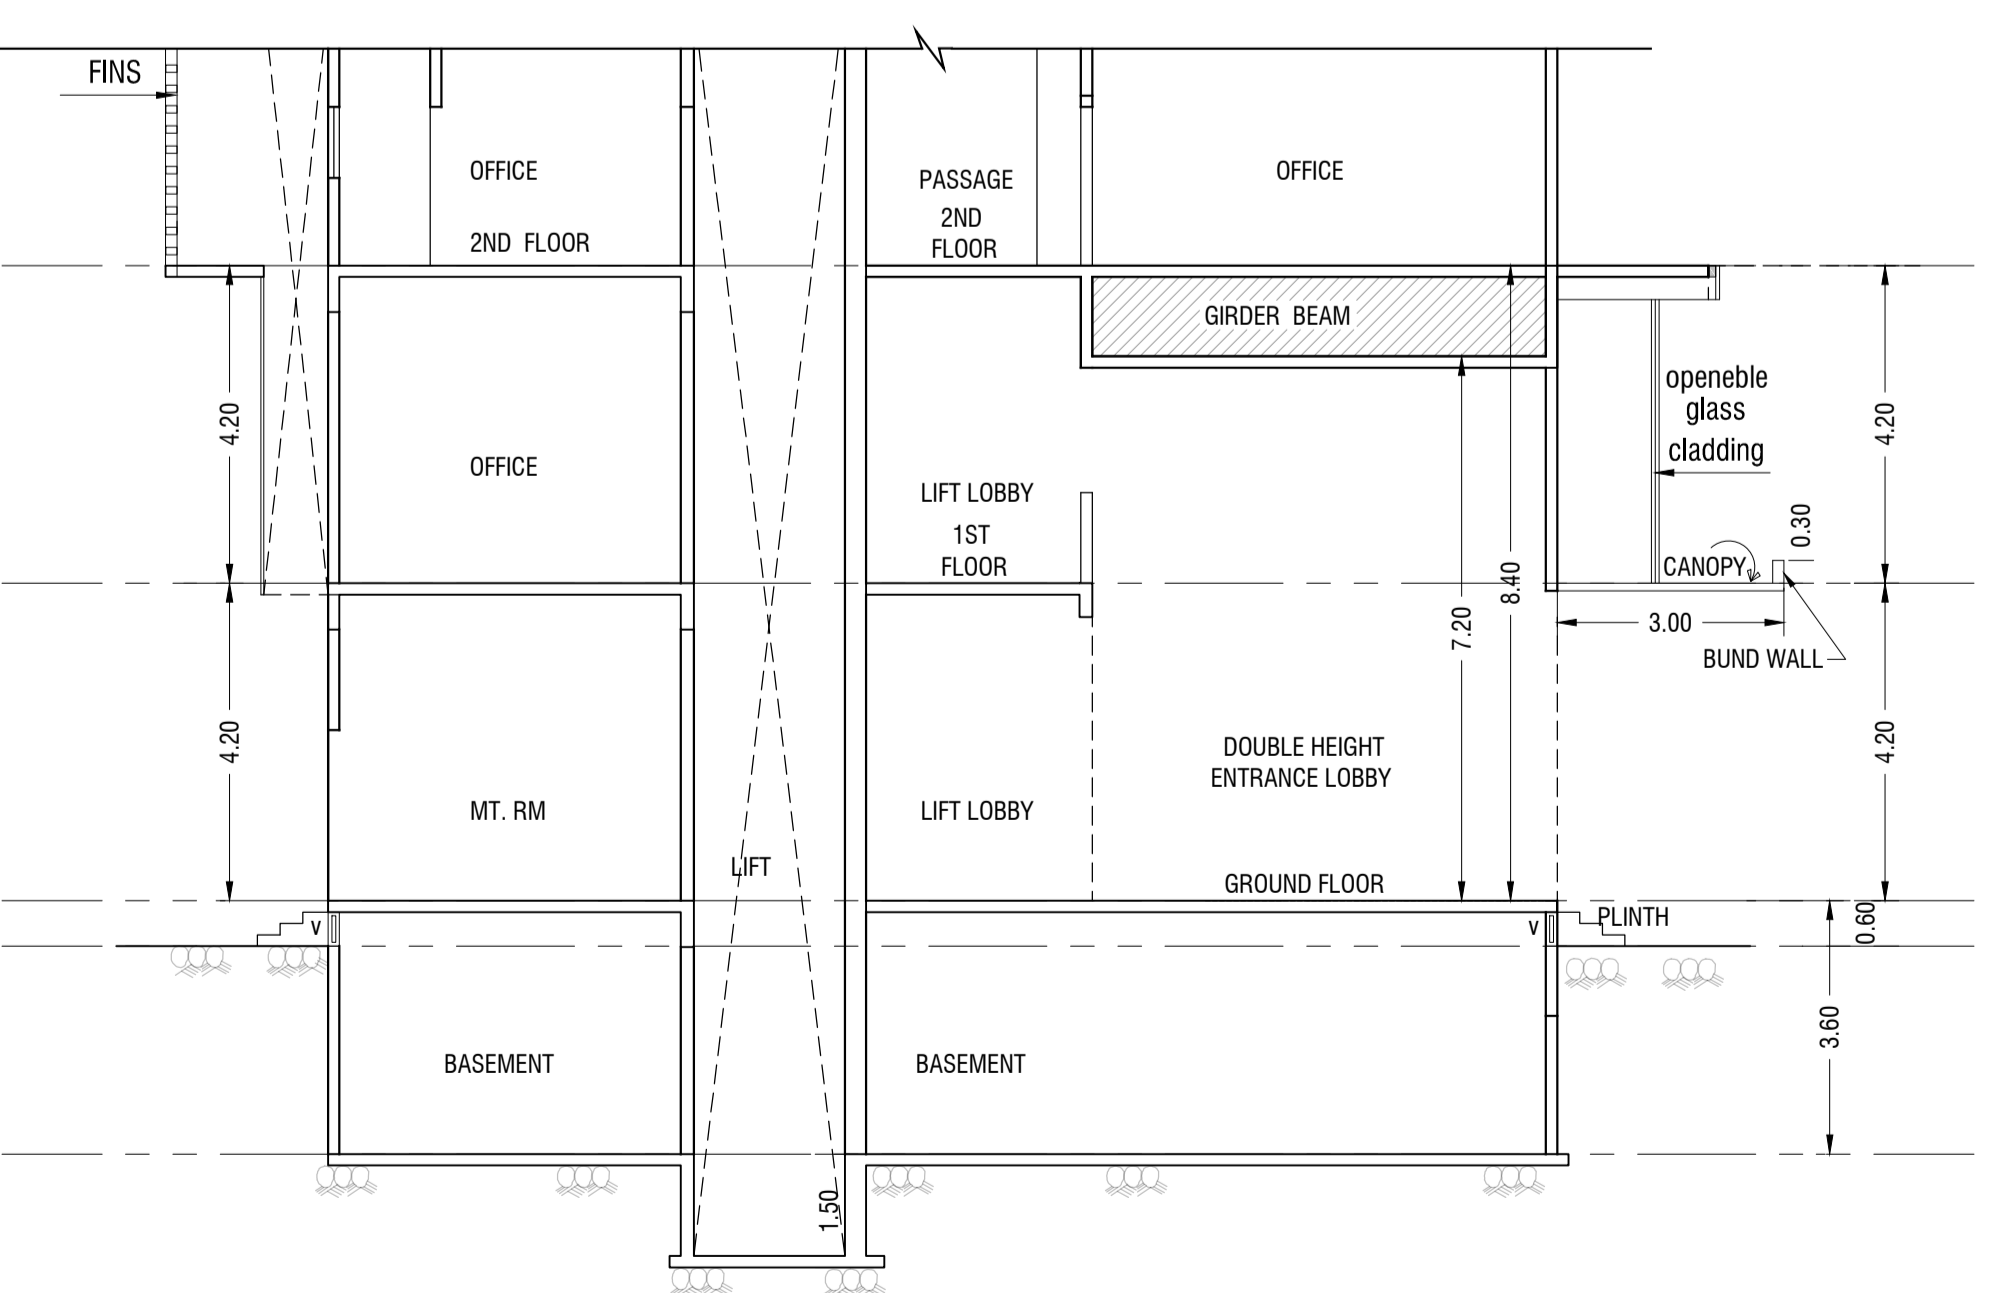 FINS
OFFICE
2ND FLOOR
PASSAGE
2ND
FLOOR
OFFICE
GIRDER BEAM
openeble
glass
cladding
4.20
OFFICE
LIFT LOBBY
1ST
FLOOR
8.40
7.20
CANOPY
0.30
4.20
3.00
BUND WALL
4.20
MT. RM
LIFT
LIFT LOBBY
DOUBLE HEIGHT
ENTRANCE LOBBY
GROUND FLOOR
4.20
V
V
PLINTH
0.60
BASEMENT
BASEMENT
3.60
1.50